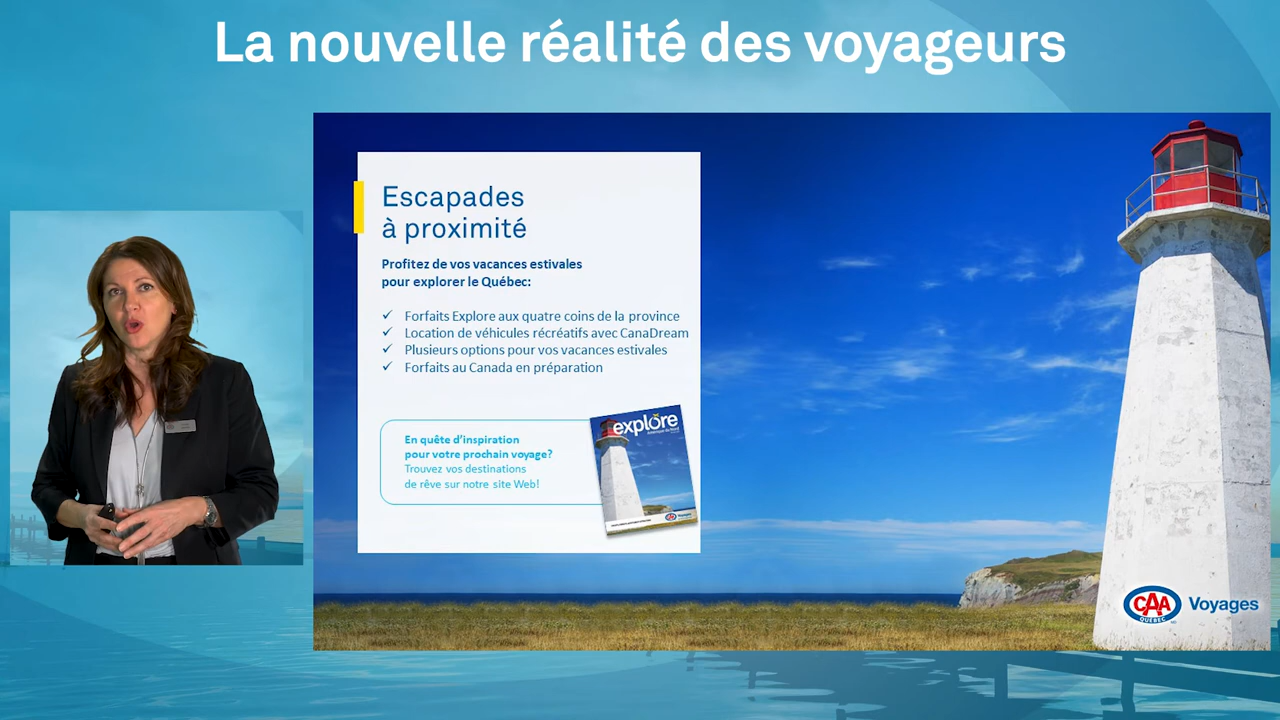 La nouvelle réalité des voyageurs
Escapades
à proximité
Profitez de vos vacances estivales
pour explorer le Québec:
✓ Forfaits Explore aux quatre coins de la province
✓ Location de véhicules récréatifs avec CanaDream
✓ Plusieurs options pour vos vacances estivales
✓ Forfaits au Canada en préparation
En quête d'inspiration
pour votre prochain voyage?
Trouvez vos destinations
de rêve sur notre site Web!
explore
CAA
Voyages
CAA
QUÉBEC
Voyages